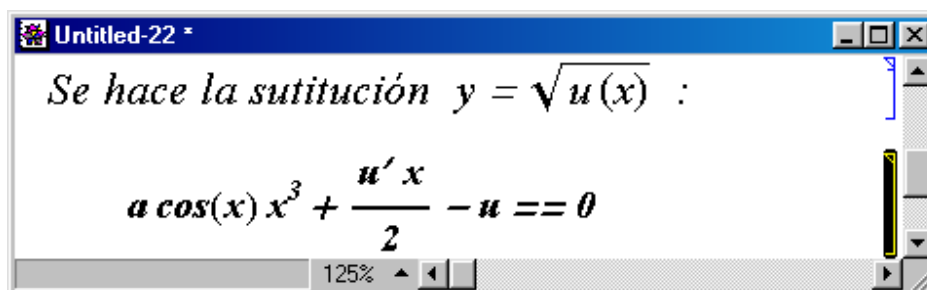 Untitled-22 *
Se hace la sutitución y = √u(x) :
a cos(x) x³ + u′ x / 2 − u == 0
125%